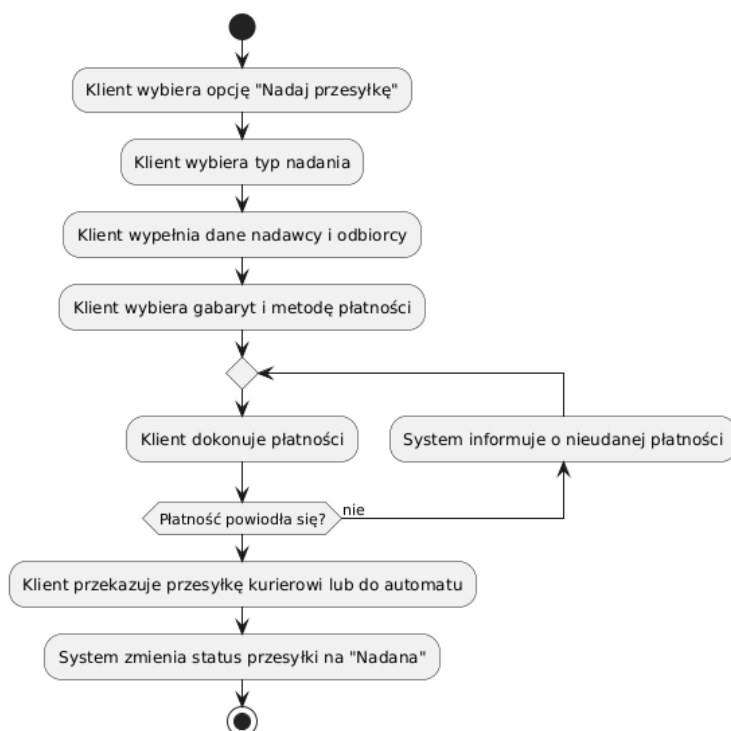 Klient wybiera opcję "Nadaj przesyłkę"
Klient wybiera typ nadania
Klient wypełnia dane nadawcy i odbiorcy
Klient wybiera gabaryt i metodę płatności
Klient dokonuje płatności
System informuje o nieudanej płatności
Płatność powiodła się?
nie
Klient przekazuje przesyłkę kurierowi lub do automatu
System zmienia status przesyłki na "Nadana"